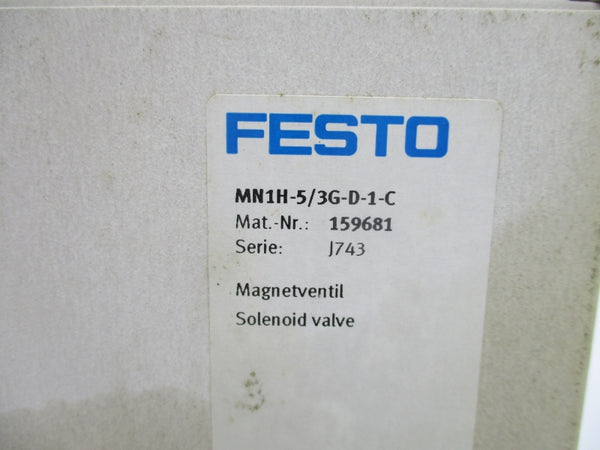 FESTO
MN1H-5/3G-D-1-C
Mat.-Nr.: 159681
Serie: J743
Magnetventil
Solenoid valve